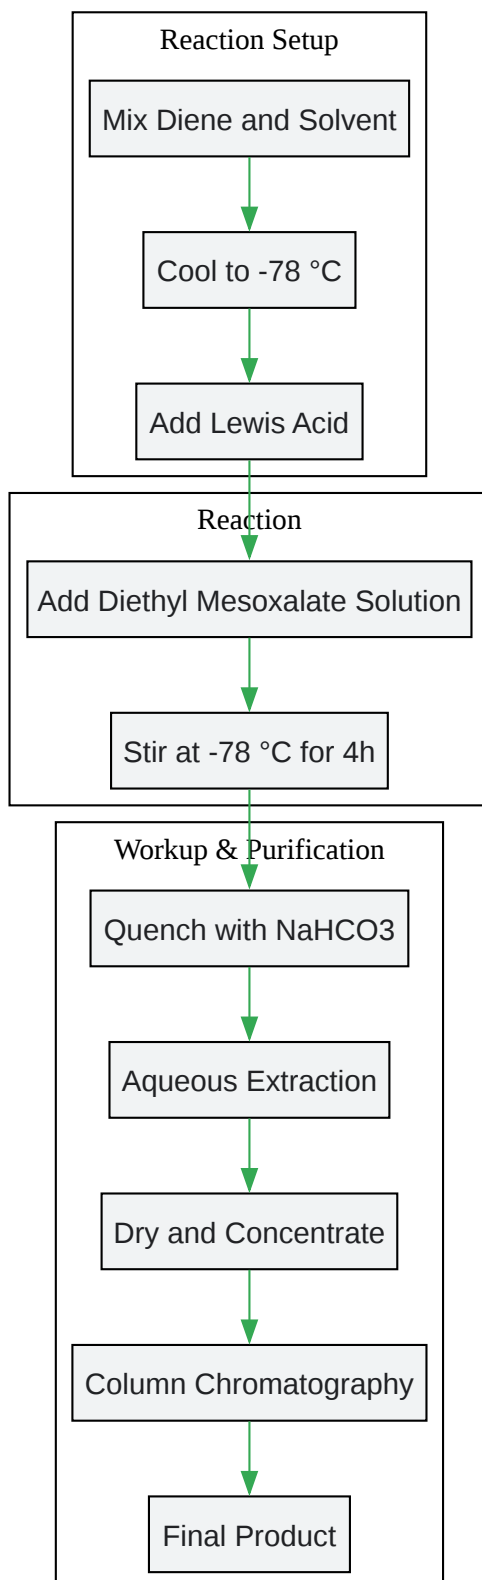 Reaction Setup
Mix Diene and Solvent
Cool to -78 °C
Add Lewis Acid
Reaction
Add Diethyl Mesoxalate Solution
Stir at -78 °C for 4h
Workup & Purification
Quench with NaHCO3
Aqueous Extraction
Dry and Concentrate
Column Chromatography
Final Product